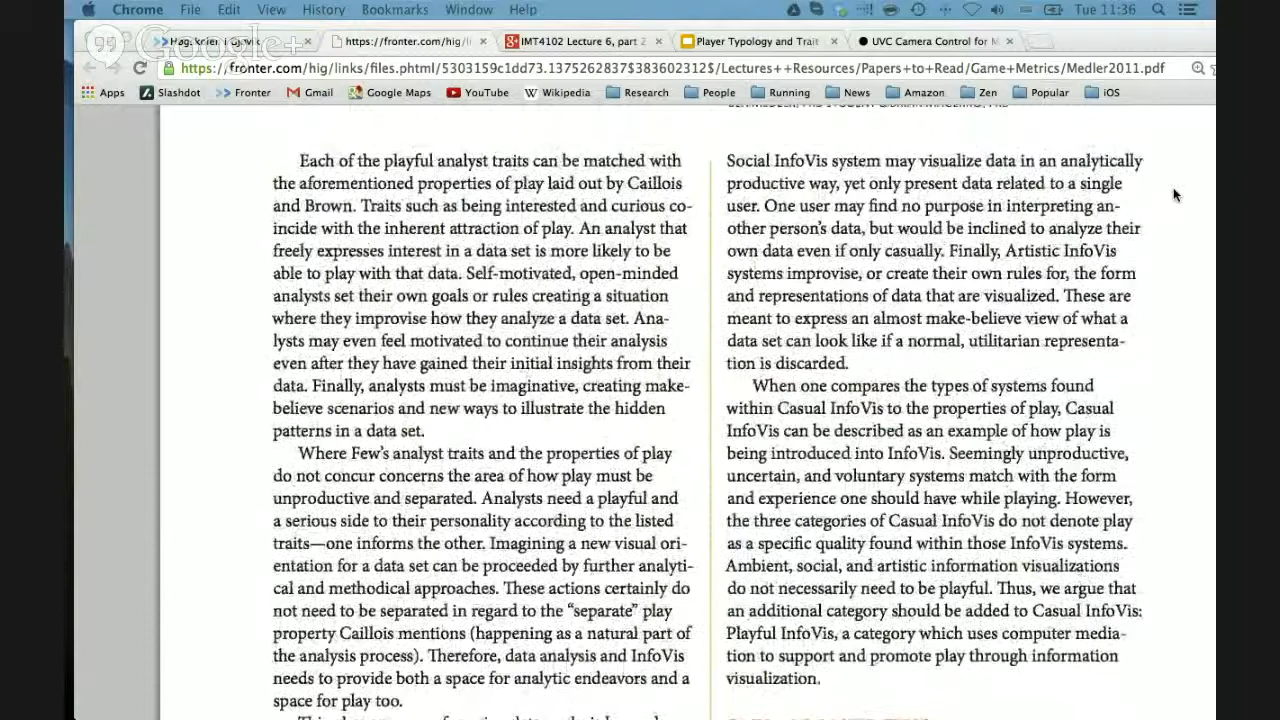 Chrome File Edit View History Bookmarks Window Help
Tue 11:36
Google+
https://fronter.com/hig/li
IMT4102 Lecture 6, part 2
Player Typology and Trait
UVC Camera Control for M
https://fronter.com/hig/links/files.phtml/5303159c1dd73.1375262837$383602312$/Lectures++Resources/Papers+to+Read/Game+Metrics/Medler2011.pdf
Apps Slashdot Fronter Gmail Google Maps YouTube Wikipedia Research People Running News Amazon Zen Popular iOS
Each of the playful analyst traits can be matched with
the aforementioned properties of play laid out by Caillois
and Brown. Traits such as being interested and curious co-
incide with the inherent attraction of play. An analyst that
freely expresses interest in a data set is more likely to be
able to play with that data. Self-motivated, open-minded
analysts set their own goals or rules creating a situation
where they improvise how they analyze a data set. Ana-
lysts may even feel motivated to continue their analysis
even after they have gained their initial insights from their
data. Finally, analysts must be imaginative, creating make-
believe scenarios and new ways to illustrate the hidden
patterns in a data set.
Where Few's analyst traits and the properties of play
do not concur concerns the area of how play must be
unproductive and separated. Analysts need a playful and
a serious side to their personality according to the listed
traits—one informs the other. Imagining a new visual ori-
entation for a data set can be proceeded by further analyti-
cal and methodical approaches. These actions certainly do
not need to be separated in regard to the "separate" play
property Caillois mentions (happening as a natural part of
the analysis process). Therefore, data analysis and InfoVis
needs to provide both a space for analytic endeavors and a
space for play too.
Social InfoVis system may visualize data in an analytically
productive way, yet only present data related to a single
user. One user may find no purpose in interpreting an-
other person's data, but would be inclined to analyze their
own data even if only casually. Finally, Artistic InfoVis
systems improvise, or create their own rules for, the form
and representations of data that are visualized. These are
meant to express an almost make-believe view of what a
data set can look like if a normal, utilitarian representa-
tion is discarded.
When one compares the types of systems found
within Casual InfoVis to the properties of play, Casual
InfoVis can be described as an example of how play is
being introduced into InfoVis. Seemingly unproductive,
uncertain, and voluntary systems match with the form
and experience one should have while playing. However,
the three categories of Casual InfoVis do not denote play
as a specific quality found within those InfoVis systems.
Ambient, social, and artistic information visualizations
do not necessarily need to be playful. Thus, we argue that
an additional category should be added to Casual InfoVis:
Playful InfoVis, a category which uses computer media-
tion to support and promote play through information
visualization.